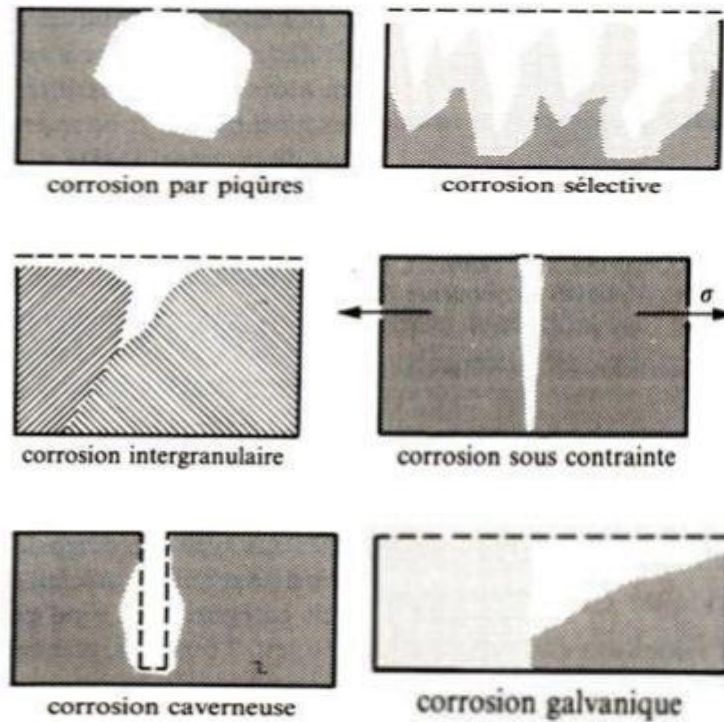 corrosion par piqûres
corrosion sélective
σ
corrosion intergranulaire
corrosion sous contrainte
corrosion caverneuse
corrosion galvanique